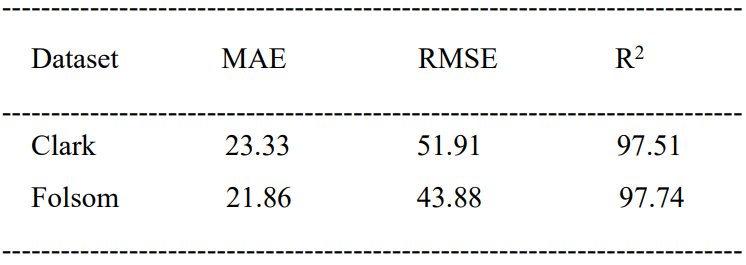 Dataset MAE RMSE R²
Clark 23.33 51.91 97.51
Folsom 21.86 43.88 97.74